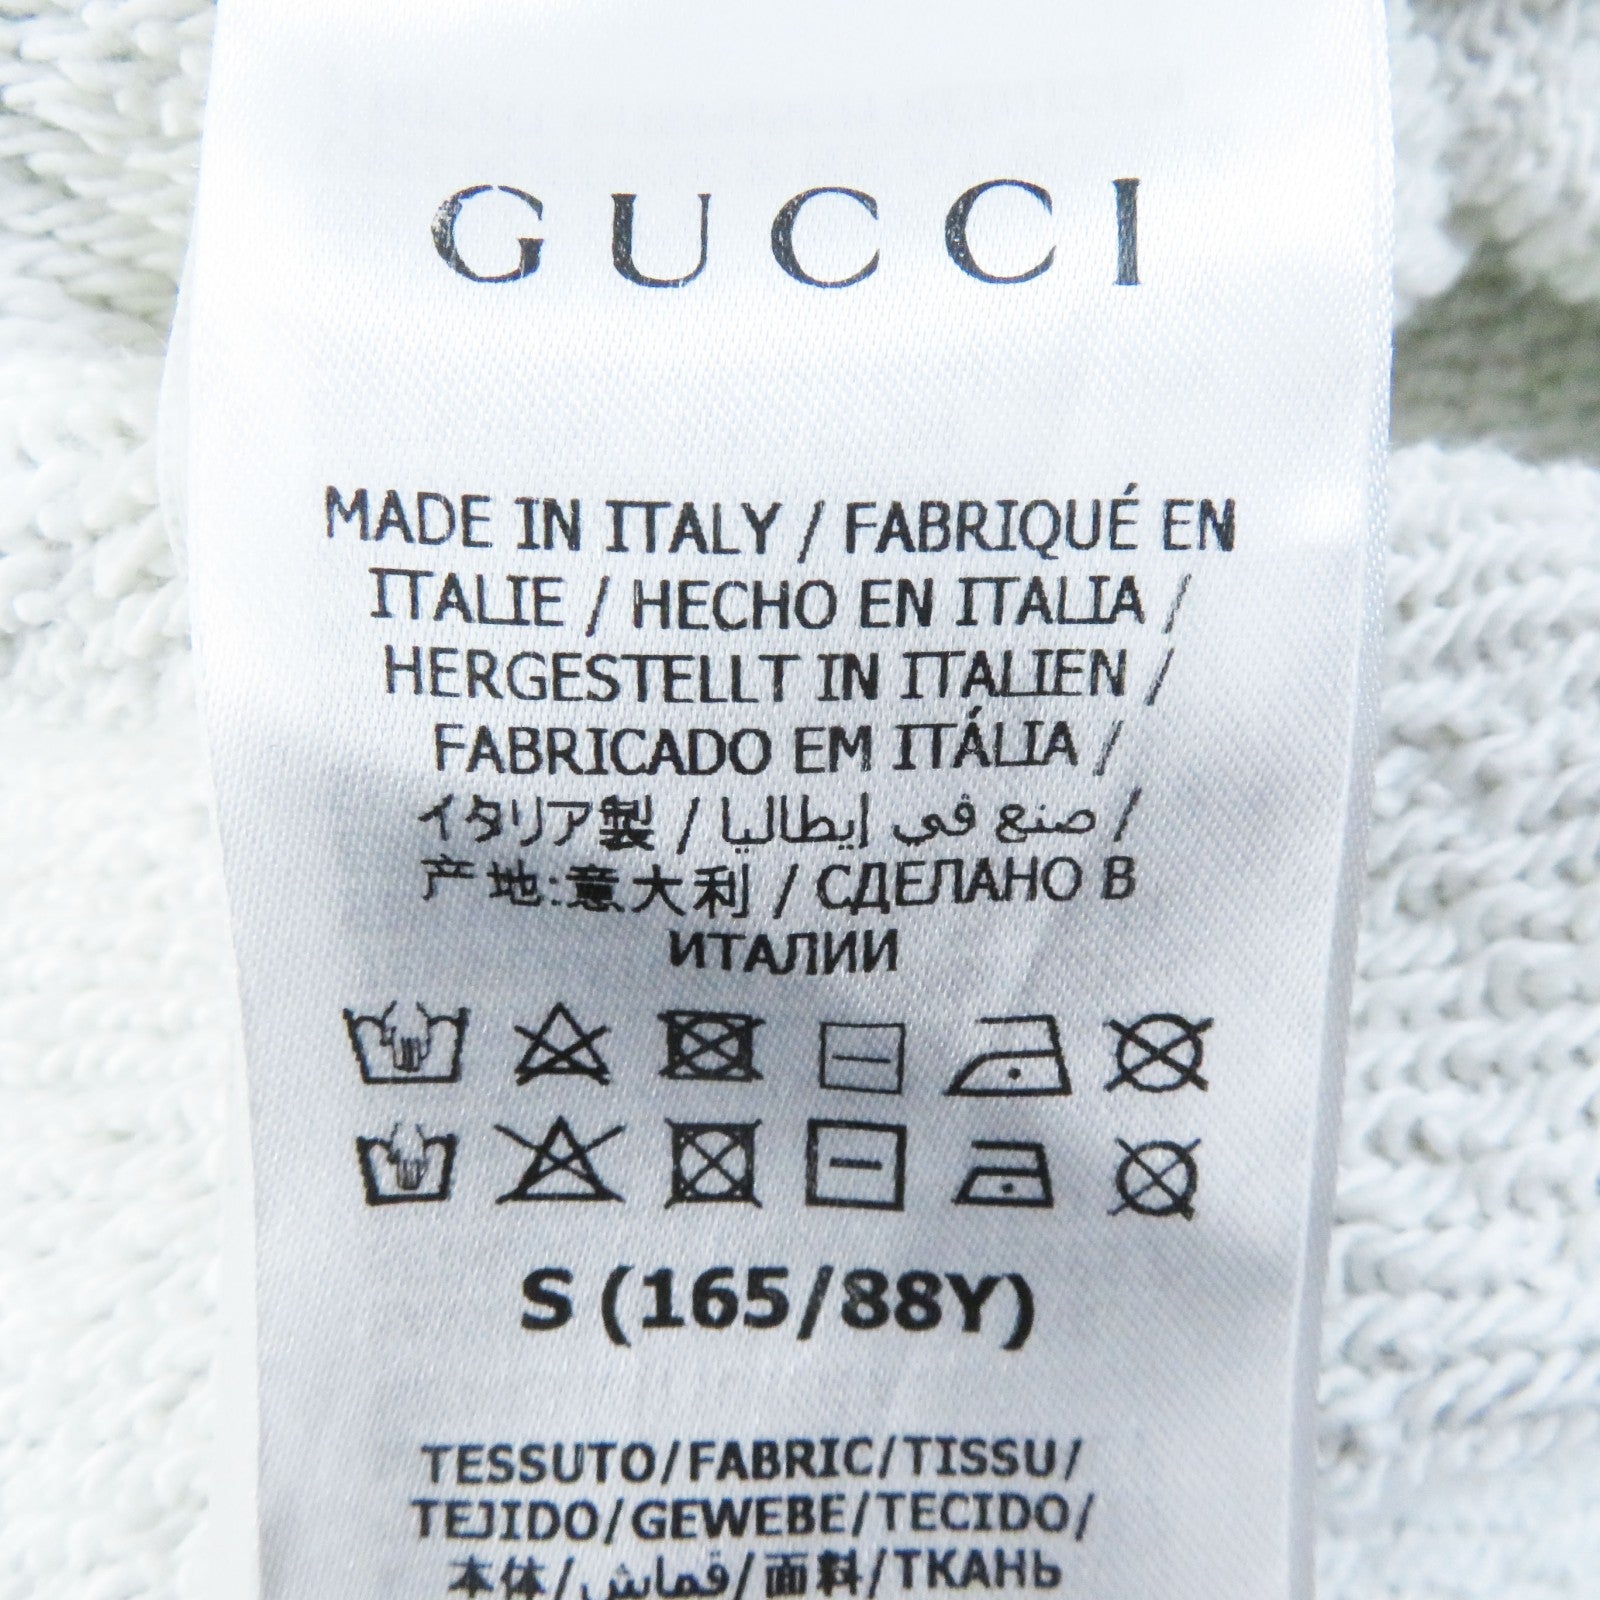 GUCCI
MADE IN ITALY / FABRIQUÉ EN
ITALIE / HECHO EN ITALIA /
HERGESTELLT IN ITALIEN /
FABRICADO EM ITÁLIA /
イタリア製 / صنع في إيطاليا /
产地:意大利 / СДЕЛАНО В
ИТАЛИИ
S (165/88Y)
TESSUTO/FABRIC/TISSU/
TEJIDO/GEWEBE/TECIDO/
本体/قماش/面料/ТКАНЬ